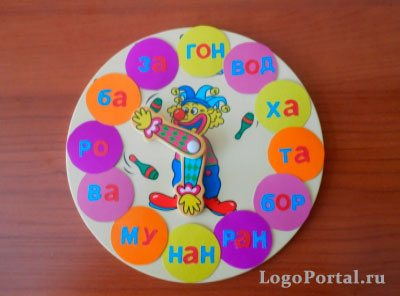 гон
вод
ха
та
бор
ран
нан
му
ва
ро
ба
за
LogoPortal.ru